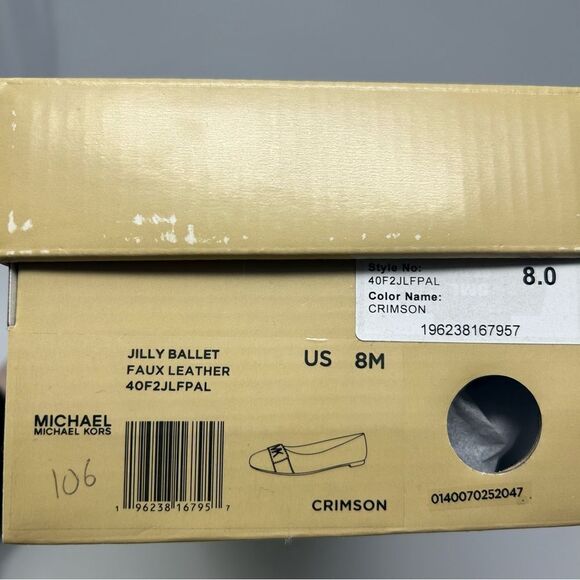 Style No:
40F2JLFPAL
8.0
Color Name:
CRIMSON
196238167957
JILLY BALLET
FAUX LEATHER
40F2JLFPAL
US 8M
MICHAEL
MICHAEL KORS
106
1 96238 16795 7
MK
CRIMSON
0140070252047